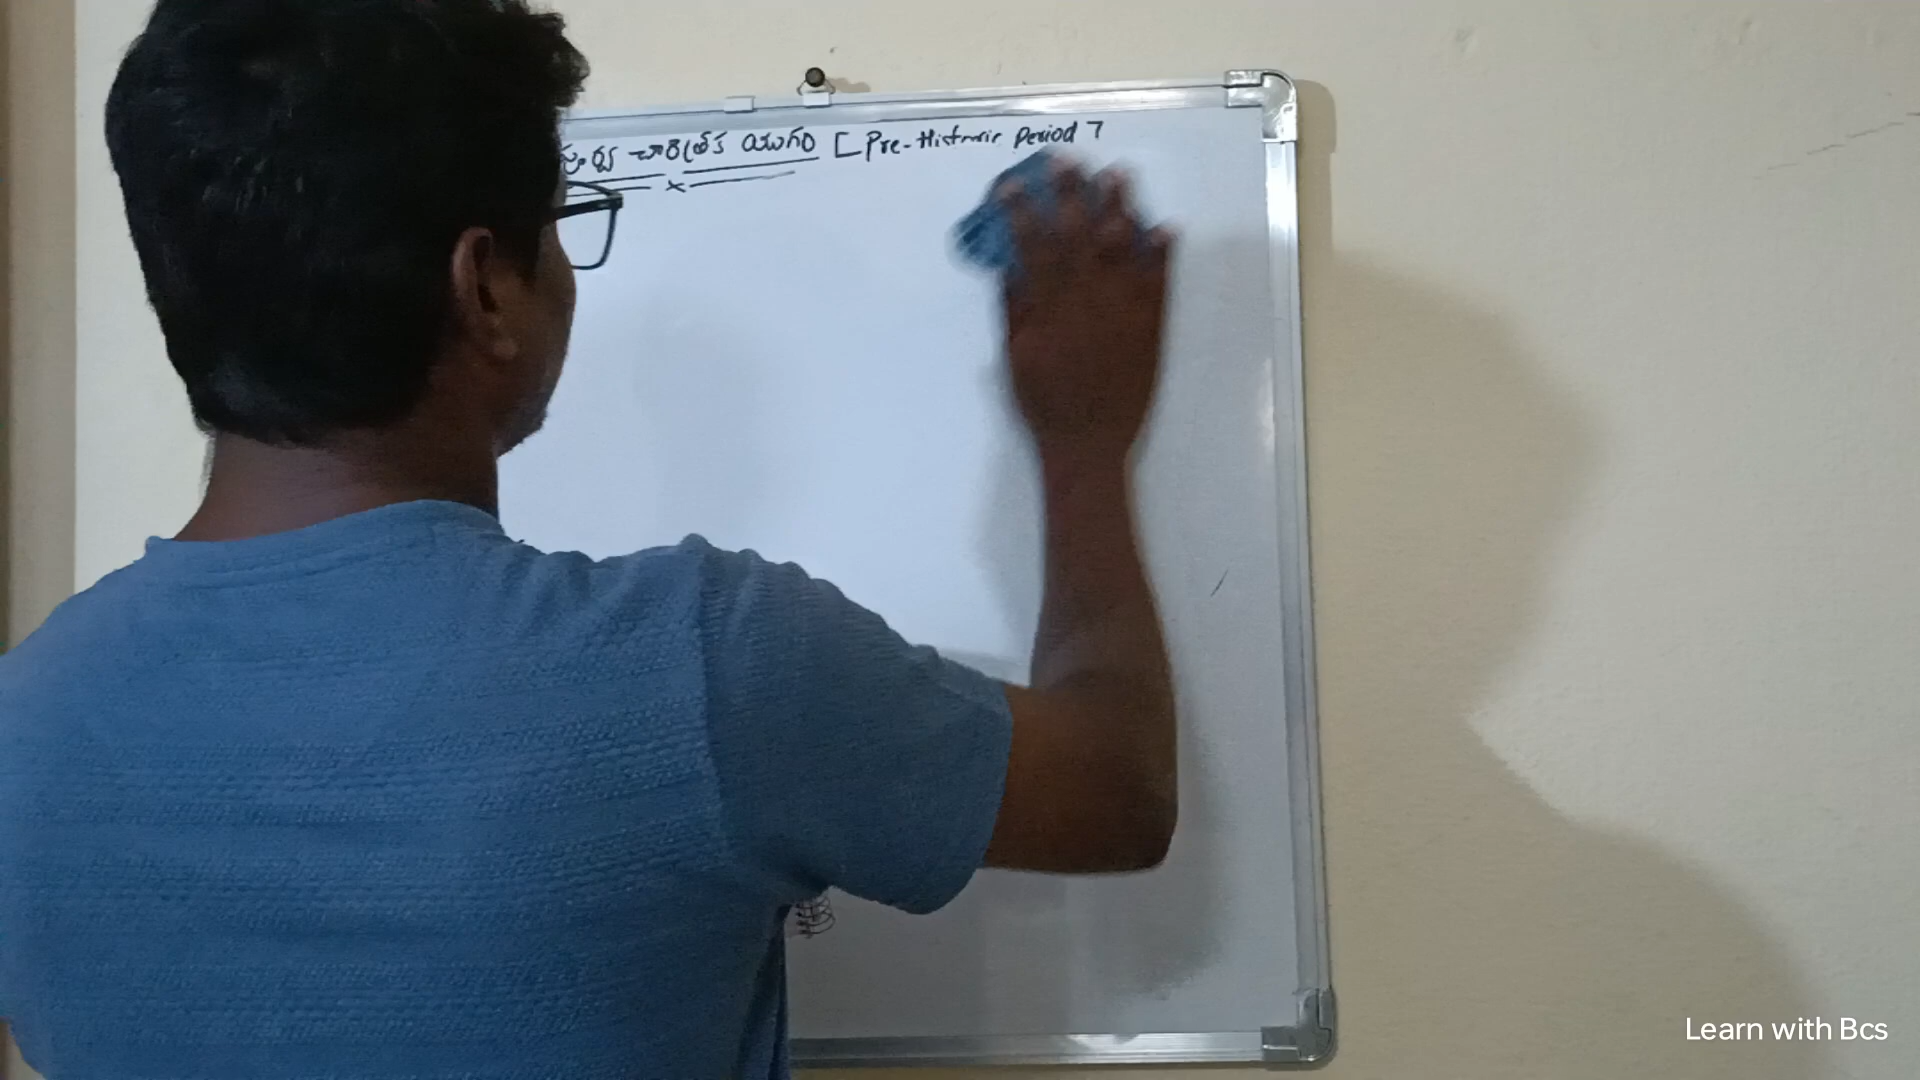 పూర్వ చారిత్రక యుగం [Pre-Historic Period]
Learn with Bcs